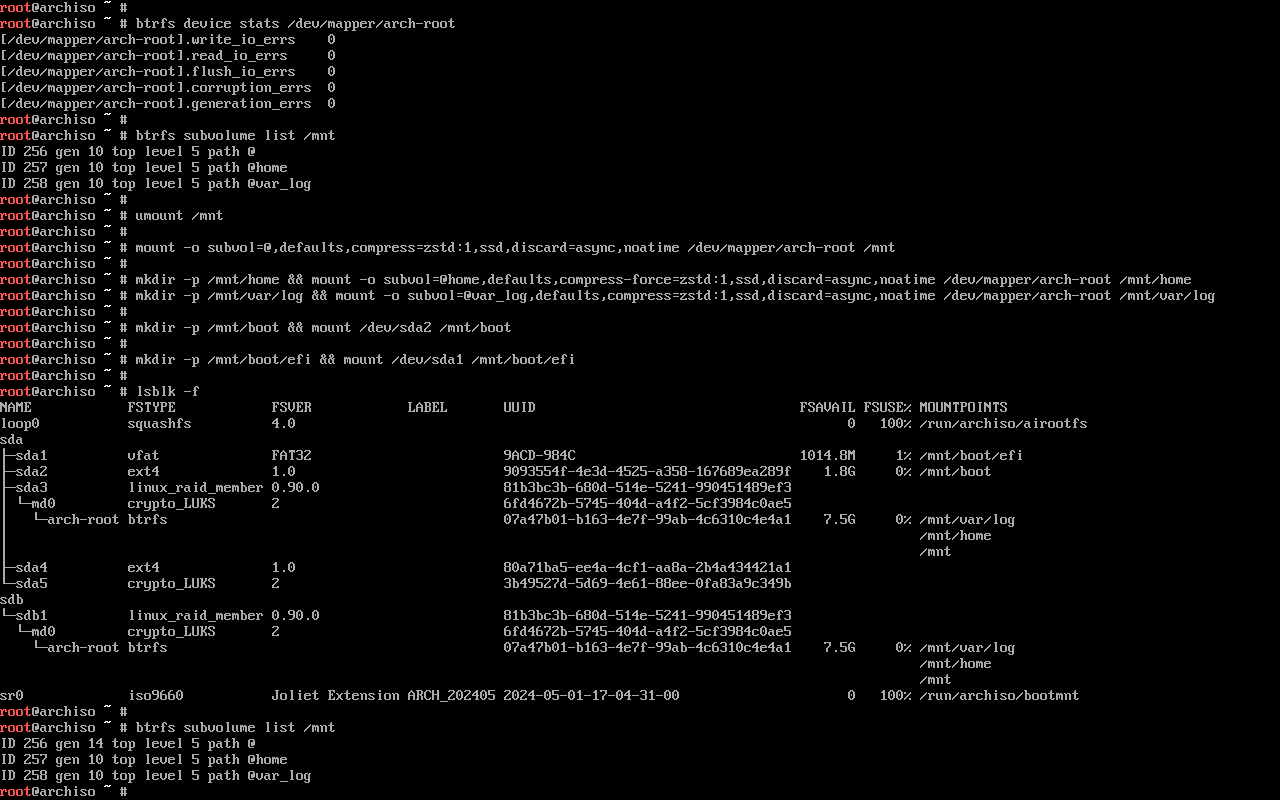 root@archiso ~ #
root@archiso ~ # btrfs device stats /dev/mapper/arch-root
[/dev/mapper/arch-root].write_io_errs    0
[/dev/mapper/arch-root].read_io_errs     0
[/dev/mapper/arch-root].flush_io_errs    0
[/dev/mapper/arch-root].corruption_errs  0
[/dev/mapper/arch-root].generation_errs  0
root@archiso ~ #
root@archiso ~ # btrfs subvolume list /mnt
ID 256 gen 10 top level 5 path @
ID 257 gen 10 top level 5 path @home
ID 258 gen 10 top level 5 path @var_log
root@archiso ~ #
root@archiso ~ # umount /mnt
root@archiso ~ #
root@archiso ~ # mount -o subvol=@,defaults,compress=zstd:1,ssd,discard=async,noatime /dev/mapper/arch-root /mnt
root@archiso ~ #
root@archiso ~ # mkdir -p /mnt/home && mount -o subvol=@home,defaults,compress-force=zstd:1,ssd,discard=async,noatime /dev/mapper/arch-root /mnt/home
root@archiso ~ # mkdir -p /mnt/var/log && mount -o subvol=@var_log,defaults,compress=zstd:1,ssd,discard=async,noatime /dev/mapper/arch-root /mnt/var/log
root@archiso ~ #
root@archiso ~ # mkdir -p /mnt/boot && mount /dev/sda2 /mnt/boot
root@archiso ~ #
root@archiso ~ # mkdir -p /mnt/boot/efi && mount /dev/sda1 /mnt/boot/efi
root@archiso ~ #
root@archiso ~ # lsblk -f
NAME            FSTYPE            FSVER            LABEL       UUID                                 FSAVAIL FSUSE% MOUNTPOINTS
loop0           squashfs          4.0                                                                     0   100% /run/archiso/airootfs
sda
├─sda1          vfat              FAT32                        9ACD-984C                            1014.8M     1% /mnt/boot/efi
├─sda2          ext4              1.0                          9093554f-4e3d-4525-a358-167689ea289f    1.8G     0% /mnt/boot
├─sda3          linux_raid_member 0.90.0                       81b3bc3b-680d-514e-5241-990451489ef3
│ └─md0         crypto_LUKS       2                            6fd4672b-5745-404d-a4f2-5cf3984c0ae5
│   └─arch-root btrfs                                          07a47b01-b163-4e7f-99ab-4c6310c4e4a1    7.5G     0% /mnt/var/log
│                                                                                                                  /mnt/home
│                                                                                                                  /mnt
├─sda4          ext4              1.0                          80a71ba5-ee4a-4cf1-aa8a-2b4a434421a1
└─sda5          crypto_LUKS       2                            3b49527d-5d69-4e61-88ee-0fa83a9c349b
sdb
└─sdb1          linux_raid_member 0.90.0                       81b3bc3b-680d-514e-5241-990451489ef3
  └─md0         crypto_LUKS       2                            6fd4672b-5745-404d-a4f2-5cf3984c0ae5
    └─arch-root btrfs                                          07a47b01-b163-4e7f-99ab-4c6310c4e4a1    7.5G     0% /mnt/var/log
                                                                                                                   /mnt/home
                                                                                                                   /mnt
sr0             iso9660           Joliet Extension ARCH_202405 2024-05-01-17-04-31-00                     0   100% /run/archiso/bootmnt
root@archiso ~ #
root@archiso ~ # btrfs subvolume list /mnt
ID 256 gen 14 top level 5 path @
ID 257 gen 10 top level 5 path @home
ID 258 gen 10 top level 5 path @var_log
root@archiso ~ #